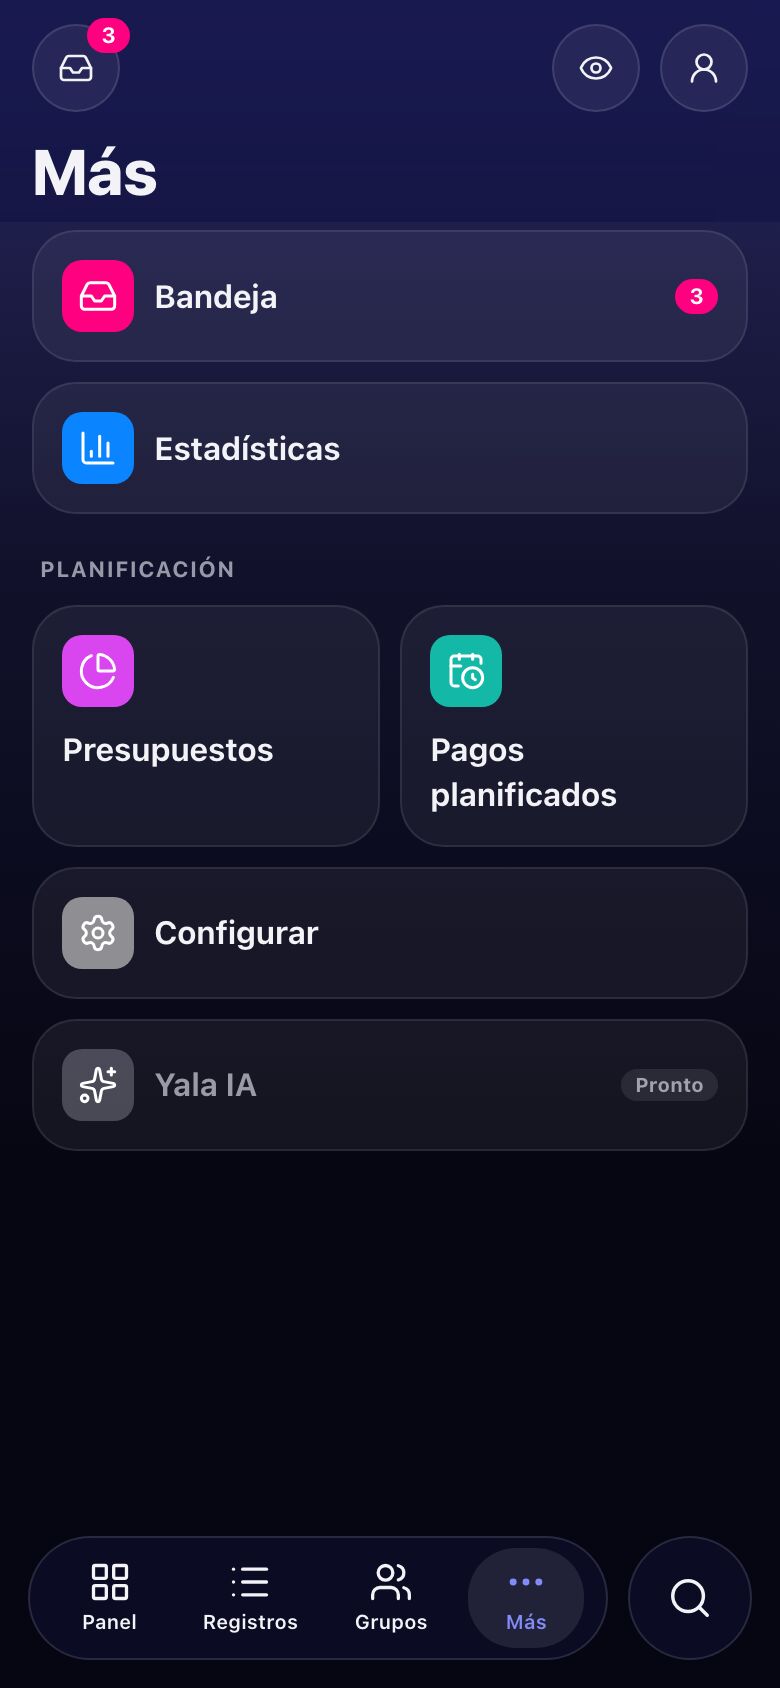 3
Más
Bandeja
3
Estadísticas
PLANIFICACIÓN
Presupuestos
Pagos
planificados
Configurar
Yala IA
Pronto
Panel
Registros
Grupos
Más